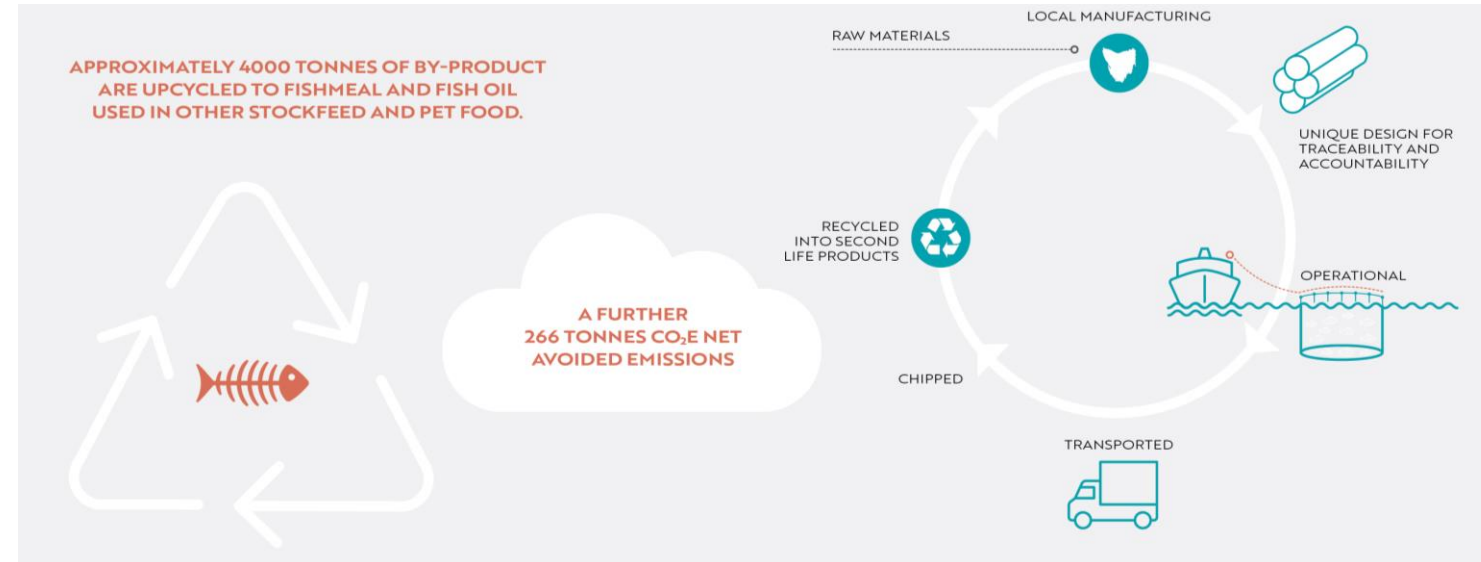 APPROXIMATELY 4000 TONNES OF BY-PRODUCT
ARE UPCYCLED TO FISHMEAL AND FISH OIL
USED IN OTHER STOCKFEED AND PET FOOD.
A FURTHER
266 TONNES CO₂E NET
AVOIDED EMISSIONS
LOCAL MANUFACTURING
RAW MATERIALS
UNIQUE DESIGN FOR
TRACEABILITY AND
ACCOUNTABILITY
OPERATIONAL
TRANSPORTED
CHIPPED
RECYCLED
INTO SECOND
LIFE PRODUCTS